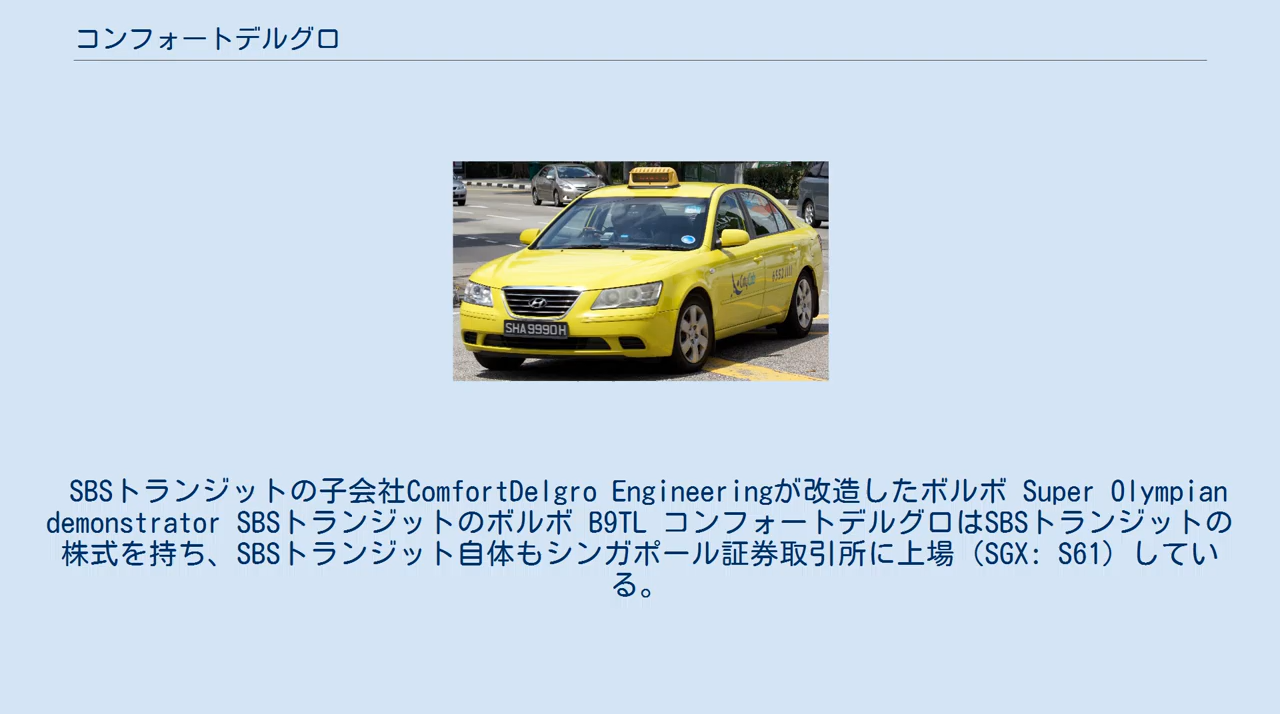 コンフォートデルグロ
SHA9990H
CityCab
SBSトランジットの子会社ComfortDelgro Engineeringが改造したボルボ Super Olympian
demonstrator SBSトランジットのボルボ B9TL コンフォートデルグロはSBSトランジットの
株式を持ち、SBSトランジット自体もシンガポール証券取引所に上場（SGX: S61）してい
る。